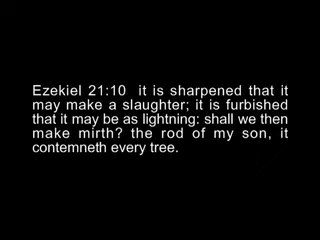 Ezekiel 21:10 it is sharpened that it
may make a slaughter; it is furbished
that it may be as lightning: shall we then
make mirth? the rod of my son, it
contemneth every tree.